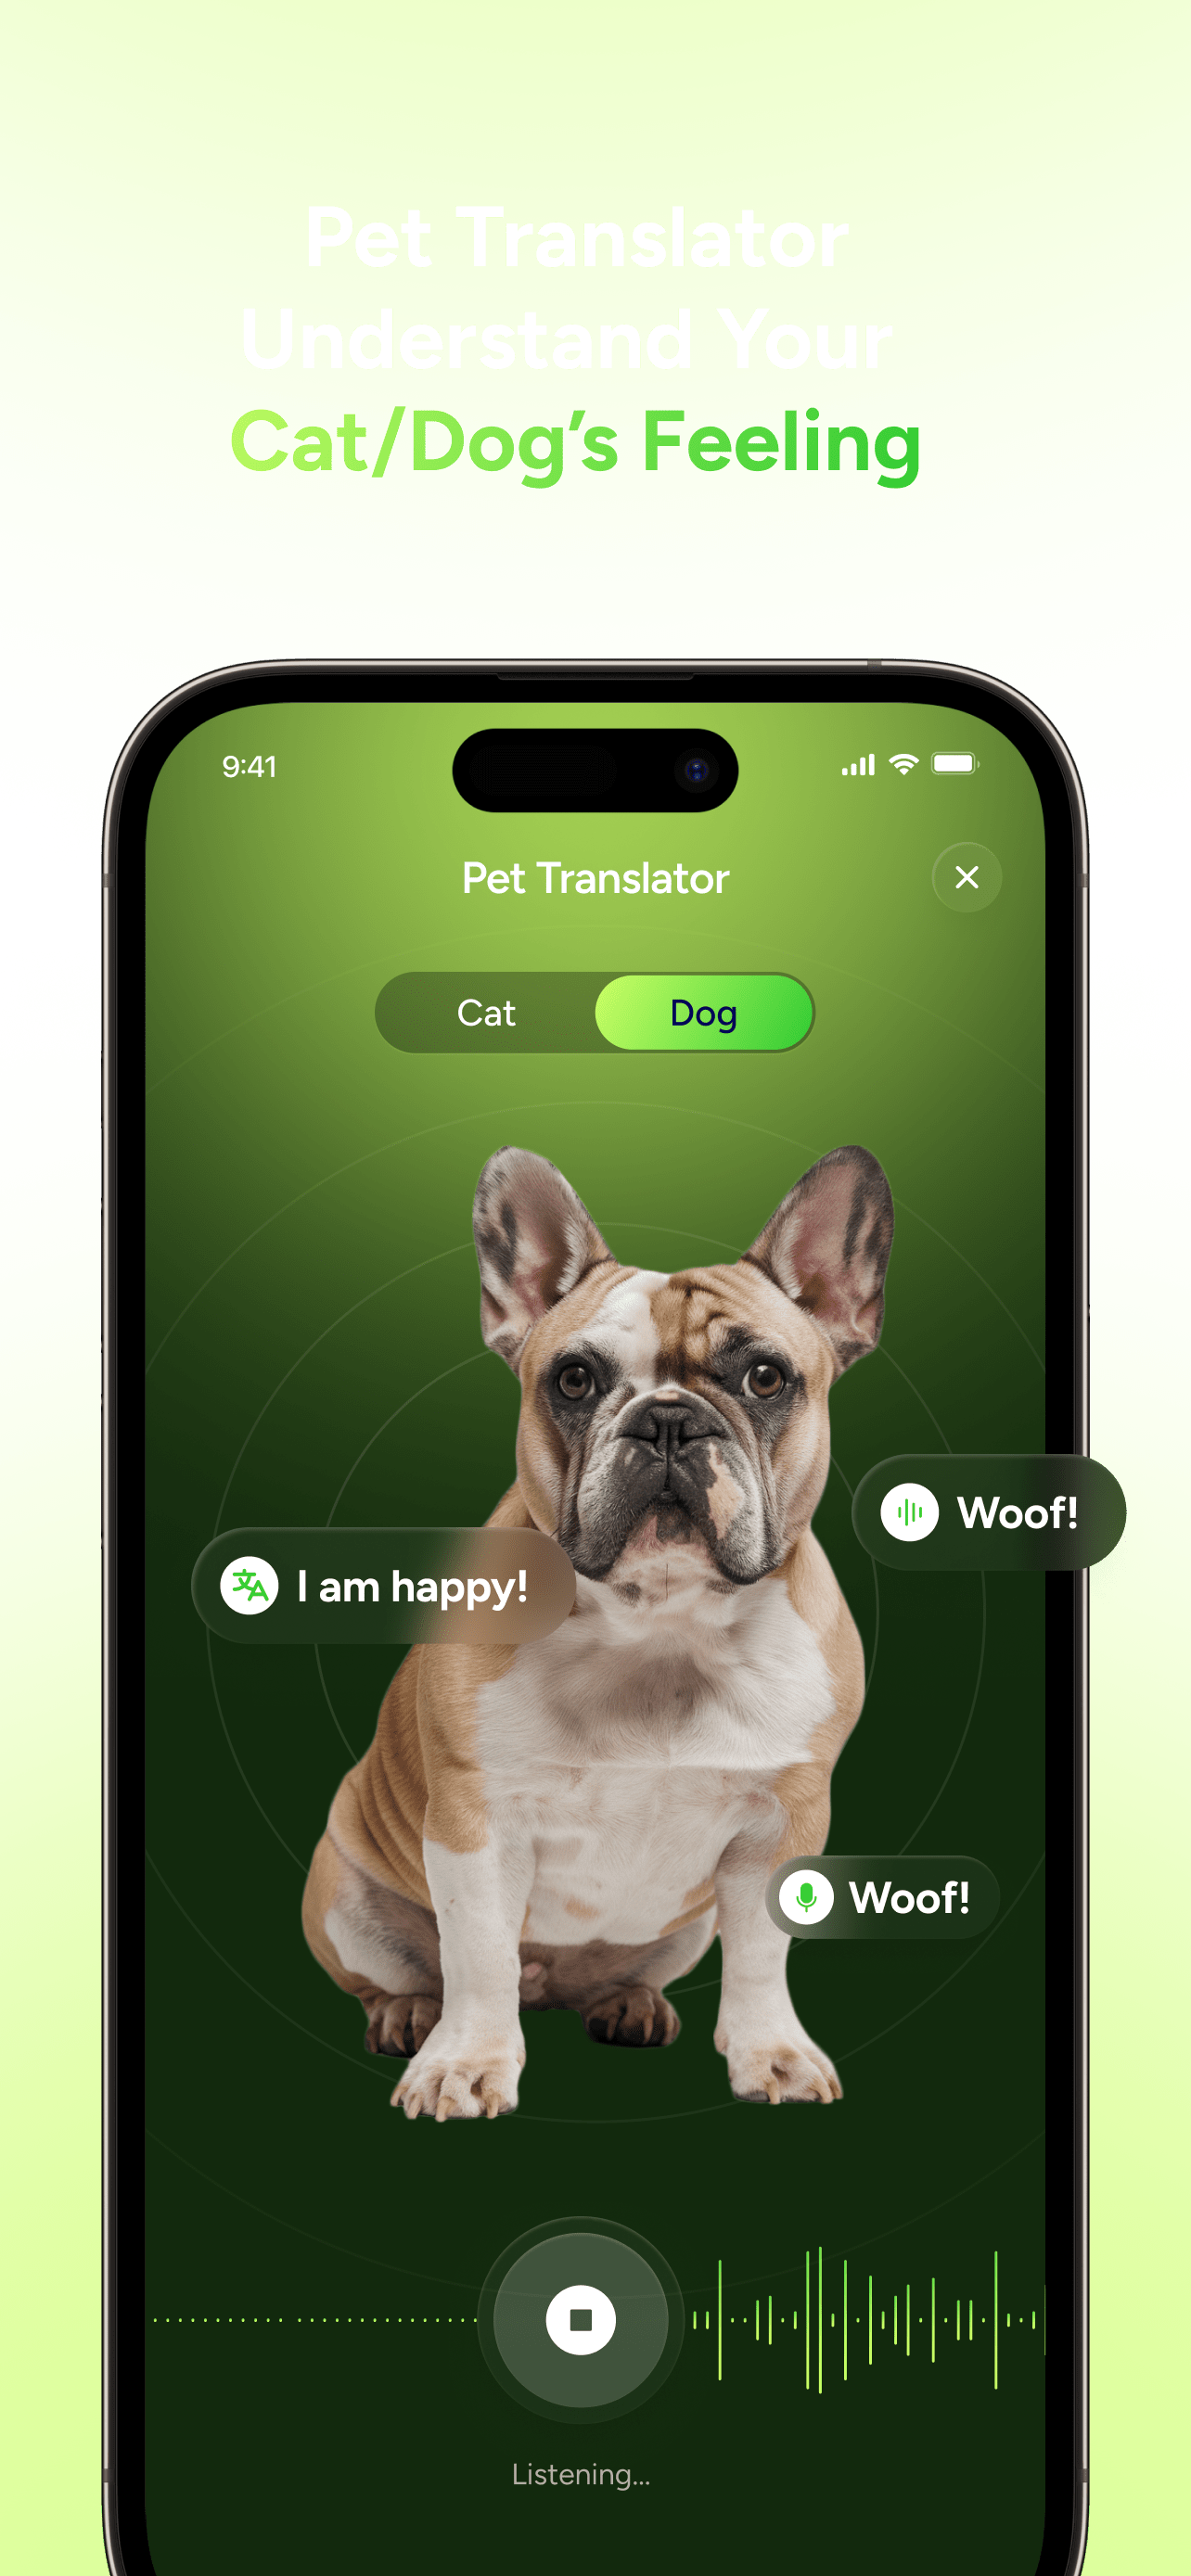 Pet Translator
Understand Your
Cat/Dog’s Feeling
9:41
Pet Translator
Cat
Dog
Woof!
I am happy!
Woof!
Listening...